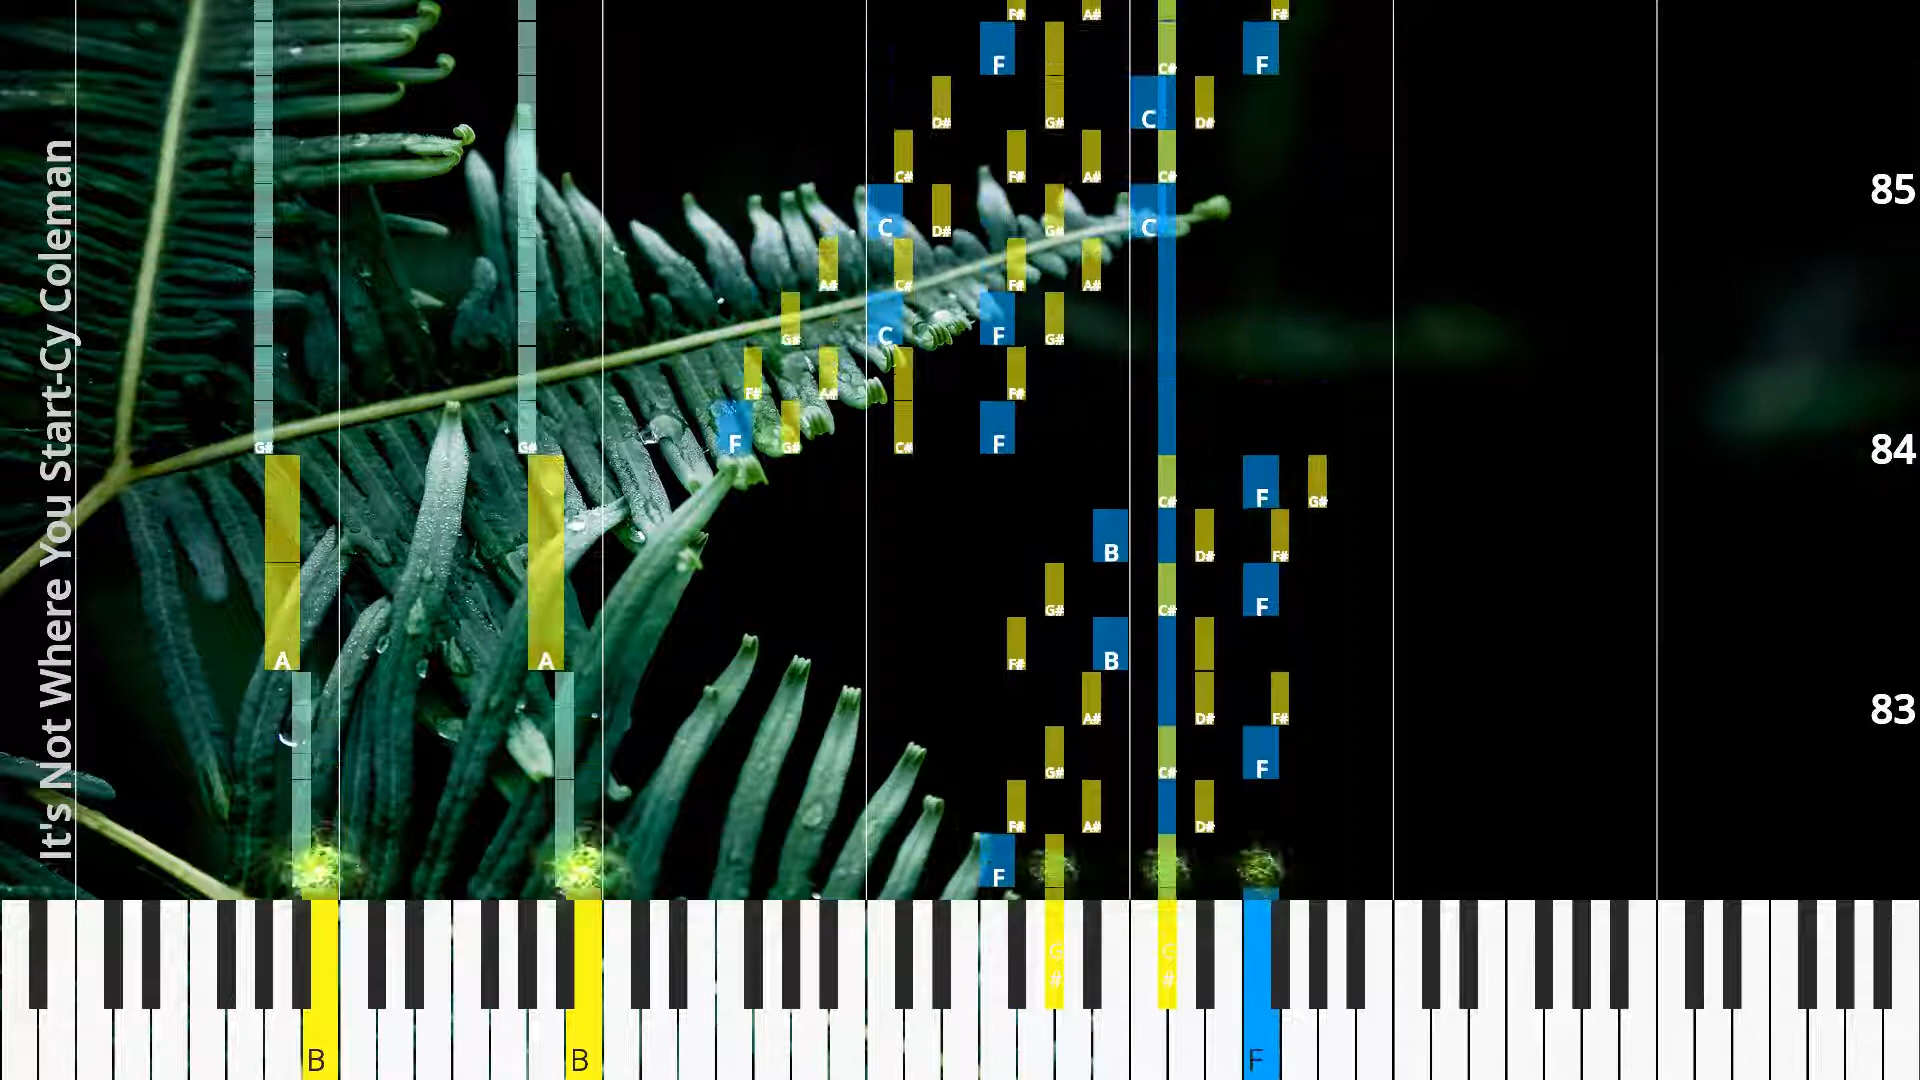 It's Not Where You Start-Cy Coleman
F# A# F#
F C# F
D# G# C D#
C# F# A# C#
85
C D# G# C
A# C# F# A#
G# C F G#
F# A# F#
84
G# G# F G# C# F
C# F G#
B D# F#
G# C# F
A A F# B
83
A# D# F#
G# C# F
F# A# D#
F
G# C#
B B F